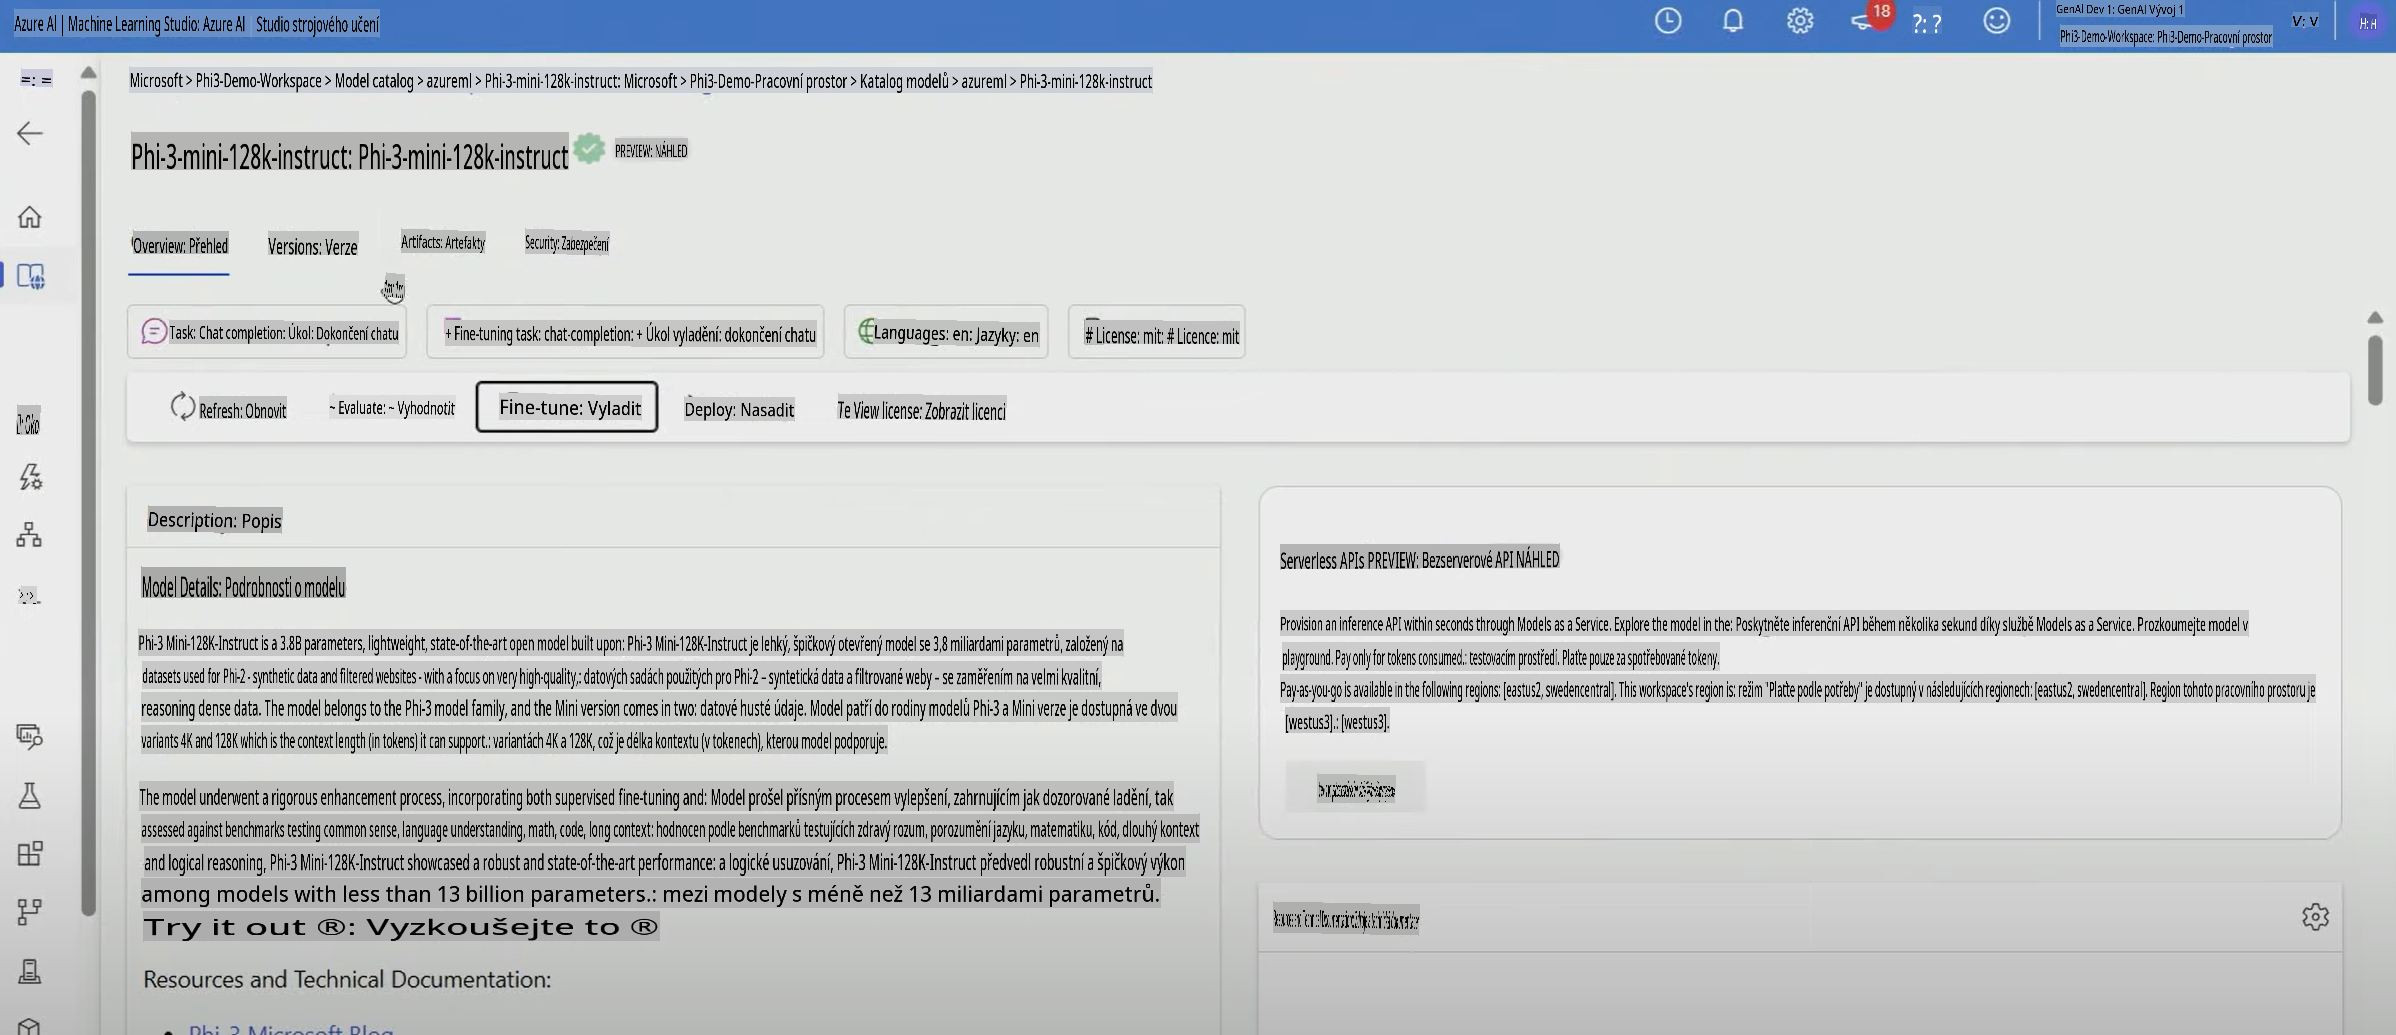 Azure AI | Machine Learning Studio: Azure AI | Studio strojového učení
18
?: ?
GenAI Dev 1: GenAI Vývoj 1
Phi3-Demo-Workspace: Phi3-Demo-Pracovní prostor
V: V
H: H
=: =
Microsoft > Phi3-Demo-Workspace > Model catalog > azureml > Phi-3-mini-128k-instruct: Microsoft > Phi3-Demo-Pracovní prostor > Katalog modelů > azureml > Phi-3-mini-128k-instruct
Phi-3-mini-128k-instruct: Phi-3-mini-128k-instruct
PREVIEW: NÁHLED
Overview: Přehled
Versions: Verze
Artifacts: Artefakty
Security: Zabezpečení
Task: Chat completion: Úkol: Dokončení chatu
+ Fine-tuning task: chat-completion: + Úkol vyladění: dokončení chatu
Languages: en: Jazyky: en
# License: mit: # Licence: mit
Refresh: Obnovit
~ Evaluate: ~ Vyhodnotit
Fine-tune: Vyladit
Deploy: Nasadit
Te View license: Zobrazit licenci
Description: Popis
Model Details: Podrobnosti o modelu
Phi-3 Mini-128K-Instruct is a 3.8B parameters, lightweight, state-of-the-art open model built upon: Phi-3 Mini-128K-Instruct je lehký, špičkový otevřený model se 3,8 miliardami parametrů, založený na
datasets used for Phi-2 - synthetic data and filtered websites - with a focus on very high-quality,: datových sadách použitých pro Phi-2 – syntetická data a filtrované weby – se zaměřením na velmi kvalitní,
reasoning dense data. The model belongs to the Phi-3 model family, and the Mini version comes in two: datové husté údaje. Model patří do rodiny modelů Phi-3 a Mini verze je dostupná ve dvou
variants 4K and 128K which is the context length (in tokens) it can support.: variantách 4K a 128K, což je délka kontextu (v tokenech), kterou model podporuje.
The model underwent a rigorous enhancement process, incorporating both supervised fine-tuning and: Model prošel přísným procesem vylepšení, zahrnujícím jak dozorované ladění, tak
assessed against benchmarks testing common sense, language understanding, math, code, long context: hodnocen podle benchmarků testujících zdravý rozum, porozumění jazyku, matematiku, kód, dlouhý kontext
and logical reasoning, Phi-3 Mini-128K-Instruct showcased a robust and state-of-the-art performance: a logické usuzování, Phi-3 Mini-128K-Instruct předvedl robustní a špičkový výkon
among models with less than 13 billion parameters.: mezi modely s méně než 13 miliardami parametrů.
Try it out ®: Vyzkoušejte to ®
Resources and Technical Documentation:
• Phi-3 Microsoft Blog
Serverless APIs PREVIEW: Bezserverové API NÁHLED
Provision an inference API within seconds through Models as a Service. Explore the model in the: Poskytněte inferenční API během několika sekund díky službě Models as a Service. Prozkoumejte model v
playground. Pay only for tokens consumed.: testovacím prostředí. Plaťte pouze za spotřebované tokeny.
Pay-as-you-go is available in the following regions: [eastus2, swedencentral]. This workspace's region is: režim "Plaťte podle potřeby" je dostupný v následujících regionech: [eastus2, swedencentral]. Region tohoto pracovního prostoru je
[westus3].: [westus3].